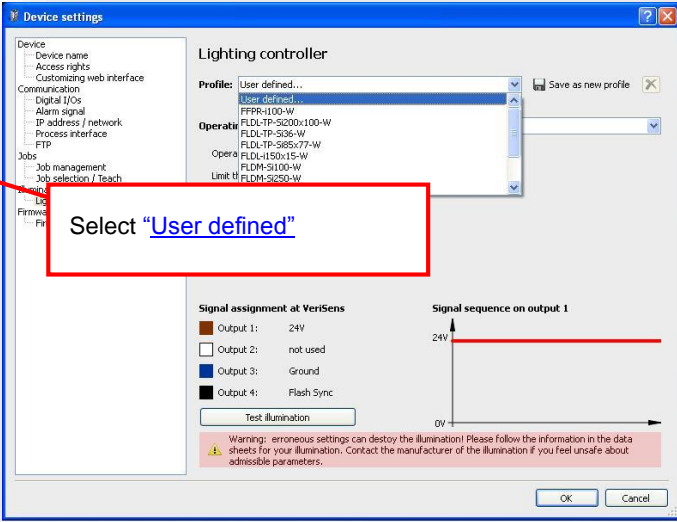 Device settings
Device
Device name
Access rights
Customizing web interface
Communication
Digital I/Os
Alarm signal
IP address / network
Process interface
FTP
Jobs
Job management
Job selection / Teach
Firmwa
Lighting controller
Profile: User defined...
Save as new profile
User defined...
FFPR-i100-W
FLDL-TP-Si200x100-W
FLDL-TP-Si36-W
FLDL-TP-Si85x77-W
FLDL-i150x15-W
FLDM-Si100-W
FLDM-Si250-W
Operatin
Opera
Limit th
Select “User defined”
Signal assignment at VeriSens
Output 1: 24V
Output 2: not used
Output 3: Ground
Output 4: Flash Sync
Test illumination
Signal sequence on output 1
24V
0V
Warning: erroneous settings can destoy the illumination! Please follow the information in the data
sheets for your illumination. Contact the manufacturer of the illumination if you feel unsafe about
admissible parameters.
OK
Cancel